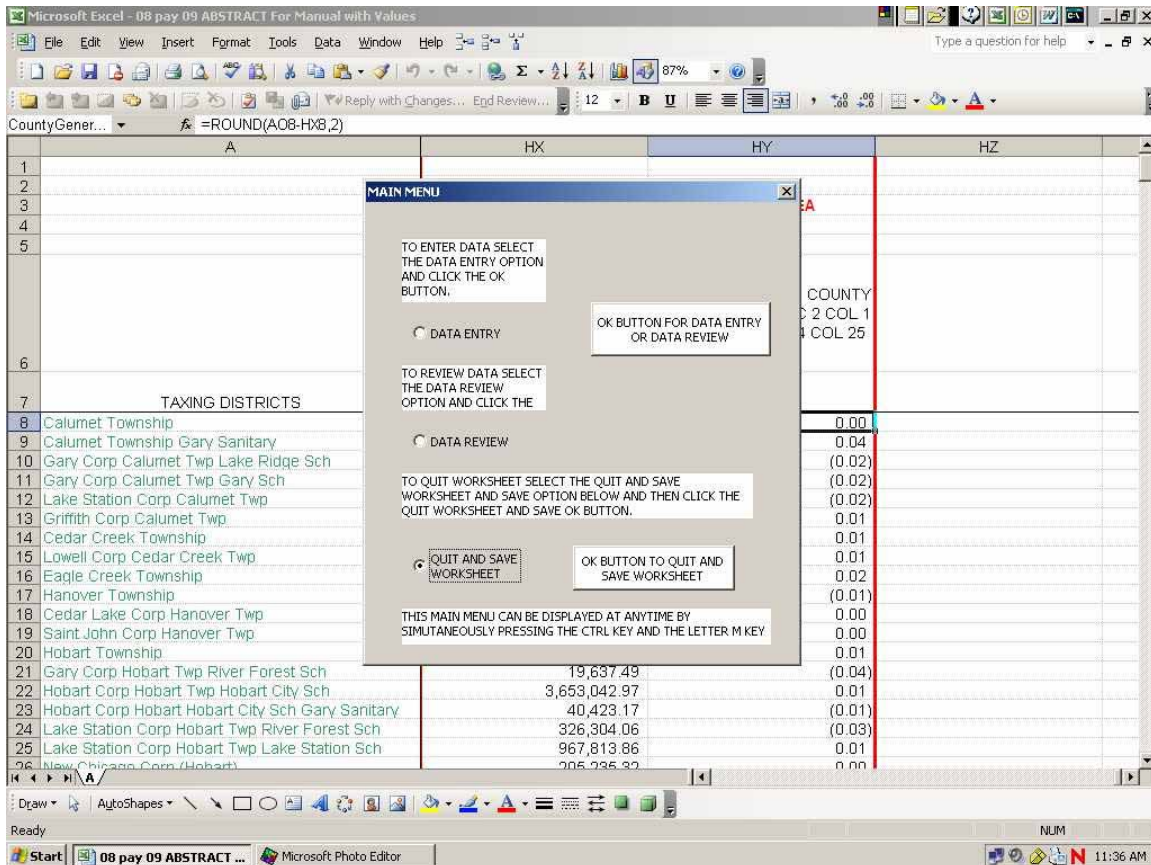 Microsoft Excel - 08 pay 09 ABSTRACT For Manual with Values
File Edit View Insert Format Tools Data Window Help
Type a question for help
87%
Reply with Changes... End Review...
12 B U
CountyGener... fx =ROUND(AO8-HX8,2)
A HX HY HZ
1
2
3
4
5
6
7 TAXING DISTRICTS
EA
COUNTY
C 2 COL 1
COL 25
MAIN MENU
TO ENTER DATA SELECT
THE DATA ENTRY OPTION
AND CLICK THE OK
BUTTON.
DATA ENTRY
OK BUTTON FOR DATA ENTRY
OR DATA REVIEW
TO REVIEW DATA SELECT
THE DATA REVIEW
OPTION AND CLICK THE
DATA REVIEW
TO QUIT WORKSHEET SELECT THE QUIT AND SAVE
WORKSHEET AND SAVE OPTION BELOW AND THEN CLICK THE
QUIT WORKSHEET AND SAVE OK BUTTON.
QUIT AND SAVE
WORKSHEET
OK BUTTON TO QUIT AND
SAVE WORKSHEET
THIS MAIN MENU CAN BE DISPLAYED AT ANYTIME BY
SIMUTANEOUSLY PRESSING THE CTRL KEY AND THE LETTER M KEY
8 Calumet Township 0.00
9 Calumet Township Gary Sanitary 0.04
10 Gary Corp Calumet Twp Lake Ridge Sch (0.02)
11 Gary Corp Calumet Twp Gary Sch (0.02)
12 Lake Station Corp Calumet Twp (0.02)
13 Griffith Corp Calumet Twp 0.01
14 Cedar Creek Township 0.01
15 Lowell Corp Cedar Creek Twp 0.01
16 Eagle Creek Township 0.02
17 Hanover Township (0.01)
18 Cedar Lake Corp Hanover Twp 0.00
19 Saint John Corp Hanover Twp 0.00
20 Hobart Township 0.01
21 Gary Corp Hobart Twp River Forest Sch 19,637.49 (0.04)
22 Hobart Corp Hobart Twp Hobart City Sch 3,653,042.97 0.01
23 Hobart Corp Hobart Hobart City Sch Gary Sanitary 40,423.17 (0.01)
24 Lake Station Corp Hobart Twp River Forest Sch 326,304.06 (0.03)
25 Lake Station Corp Hobart Twp Lake Station Sch 967,813.86 0.01
26 New Chicago Corp (Hobart) 205,235.32 0.00
A
Draw AutoShapes
Ready NUM
Start 08 pay 09 ABSTRACT ... Microsoft Photo Editor 11:36 AM